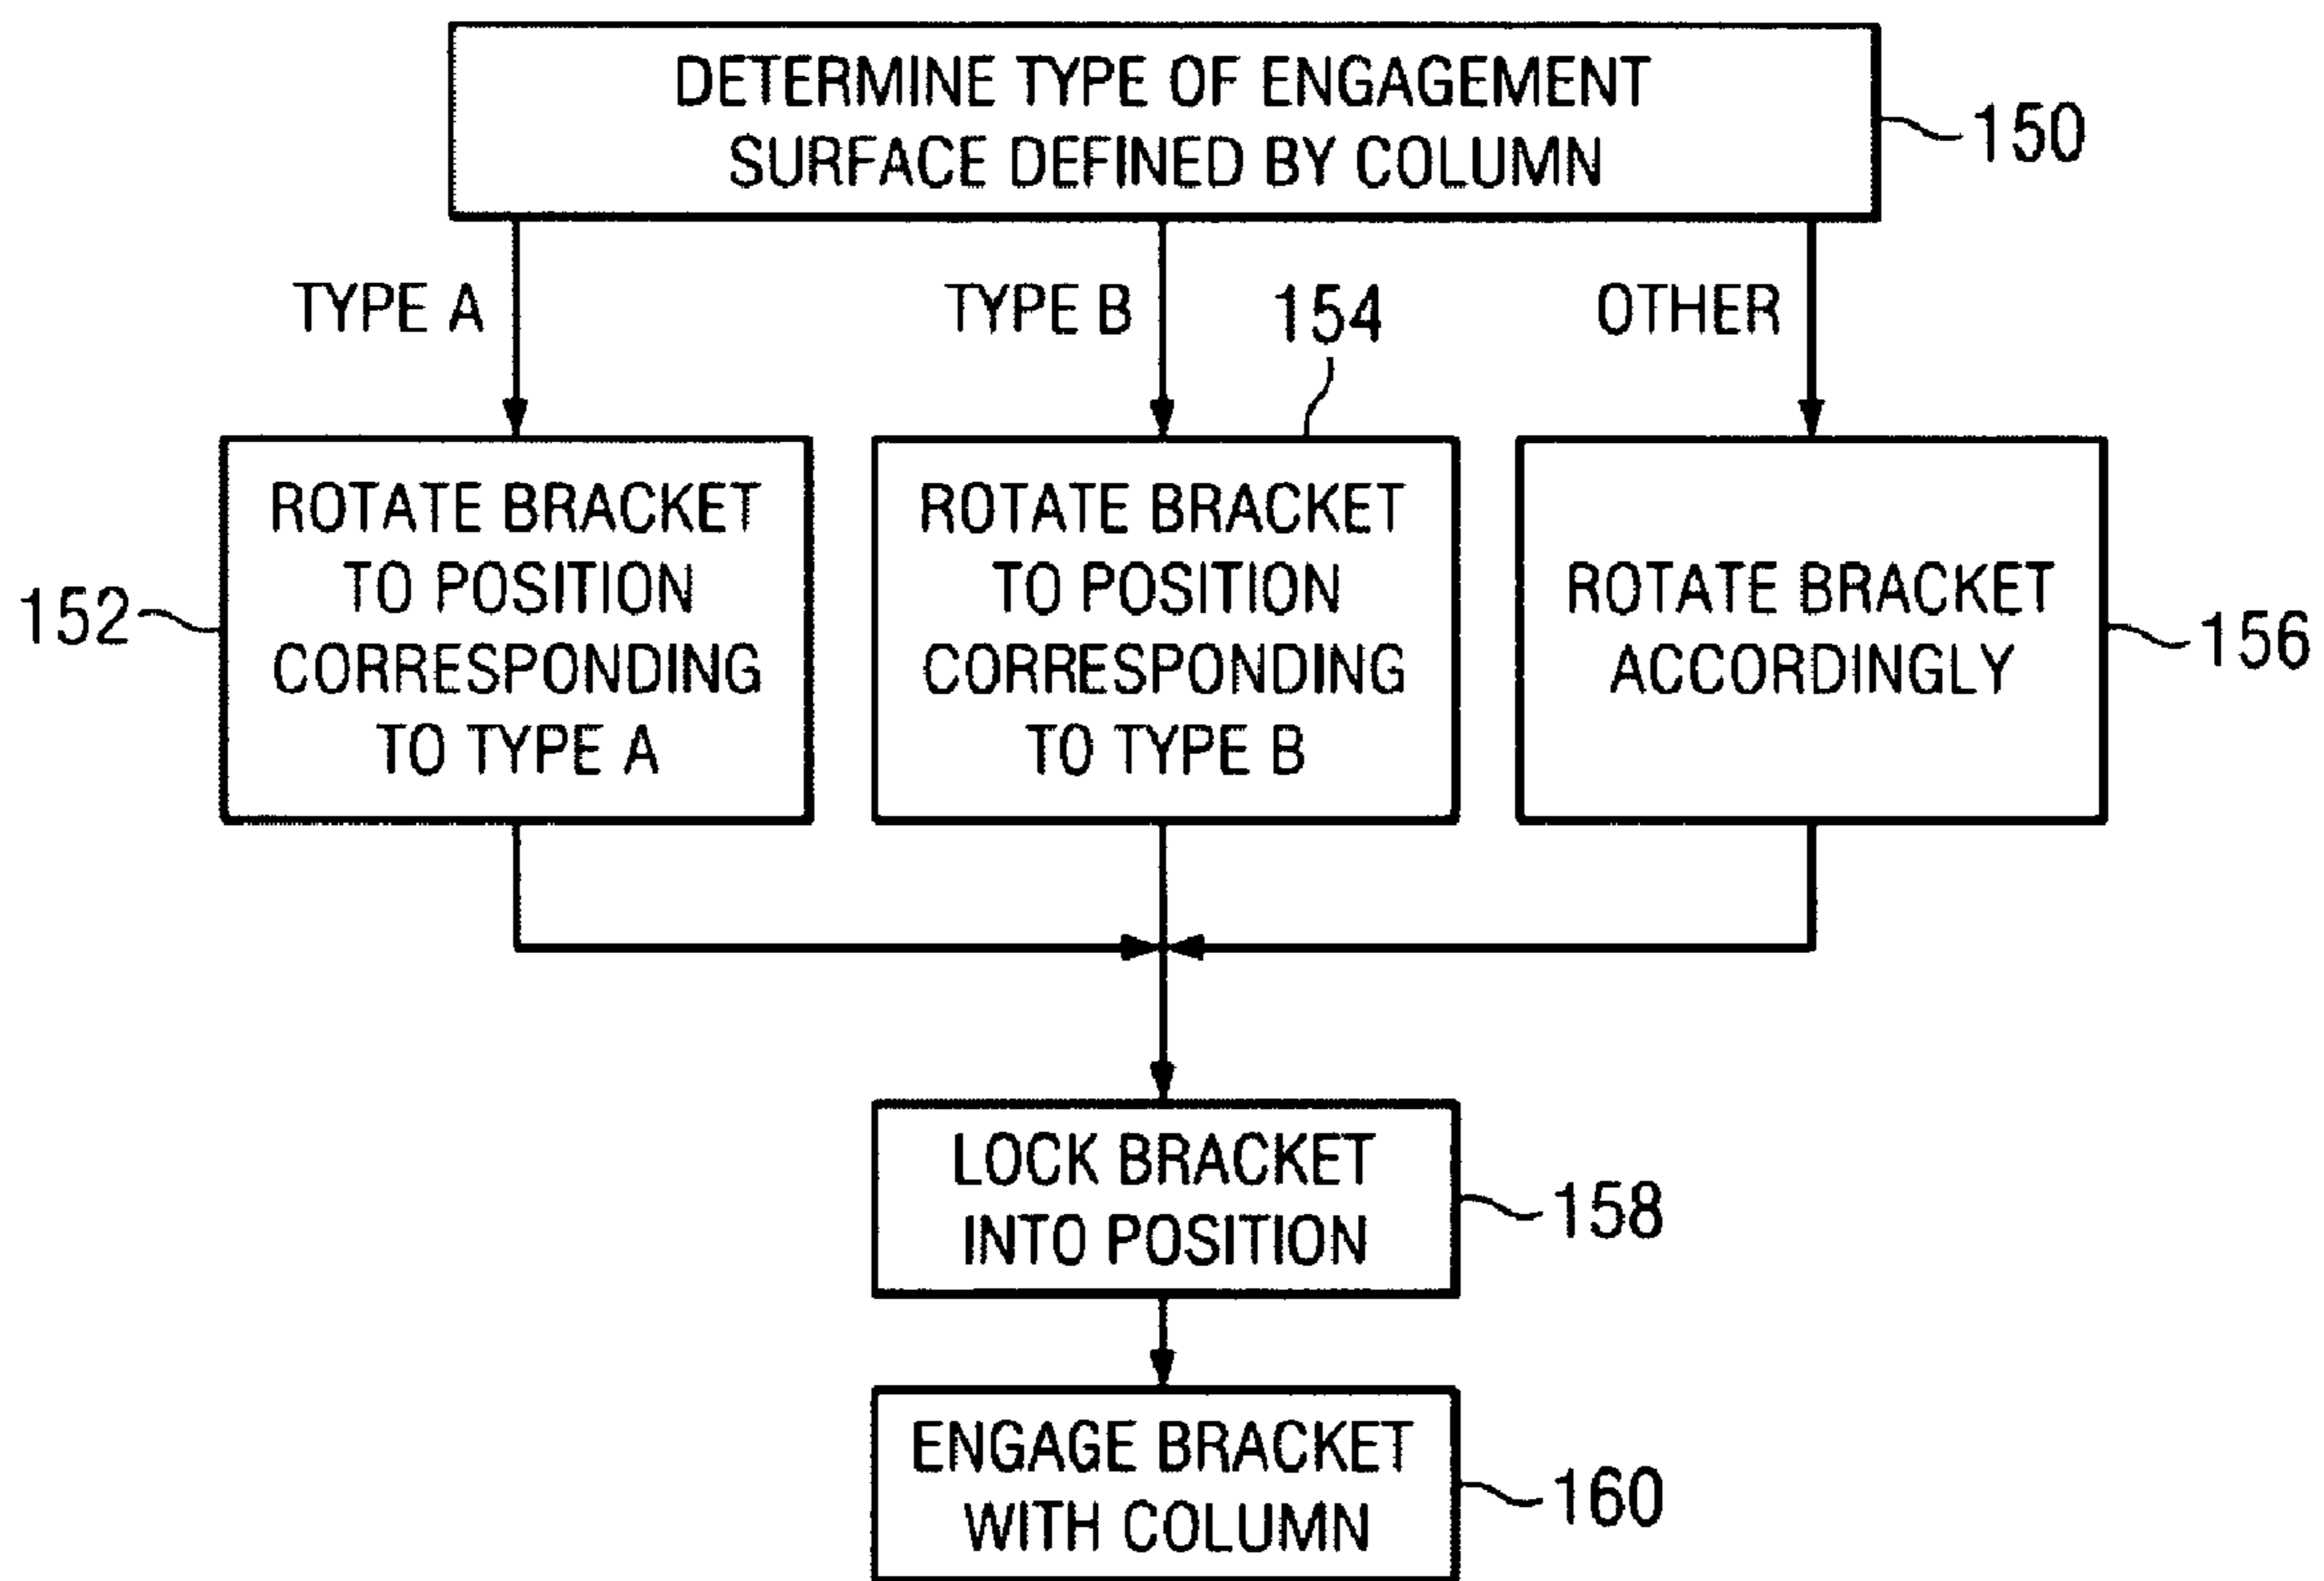 DETERMINE TYPE OF ENGAGEMENT
SURFACE DEFINED BY COLUMN
150
TYPE A
TYPE B
154
OTHER
152
ROTATE BRACKET
TO POSITION
CORRESPONDING
TO TYPE A
ROTATE BRACKET
TO POSITION
CORRESPONDING
TO TYPE B
ROTATE BRACKET
ACCORDINGLY
156
LOCK BRACKET
INTO POSITION
158
ENGAGE BRACKET
WITH COLUMN
160